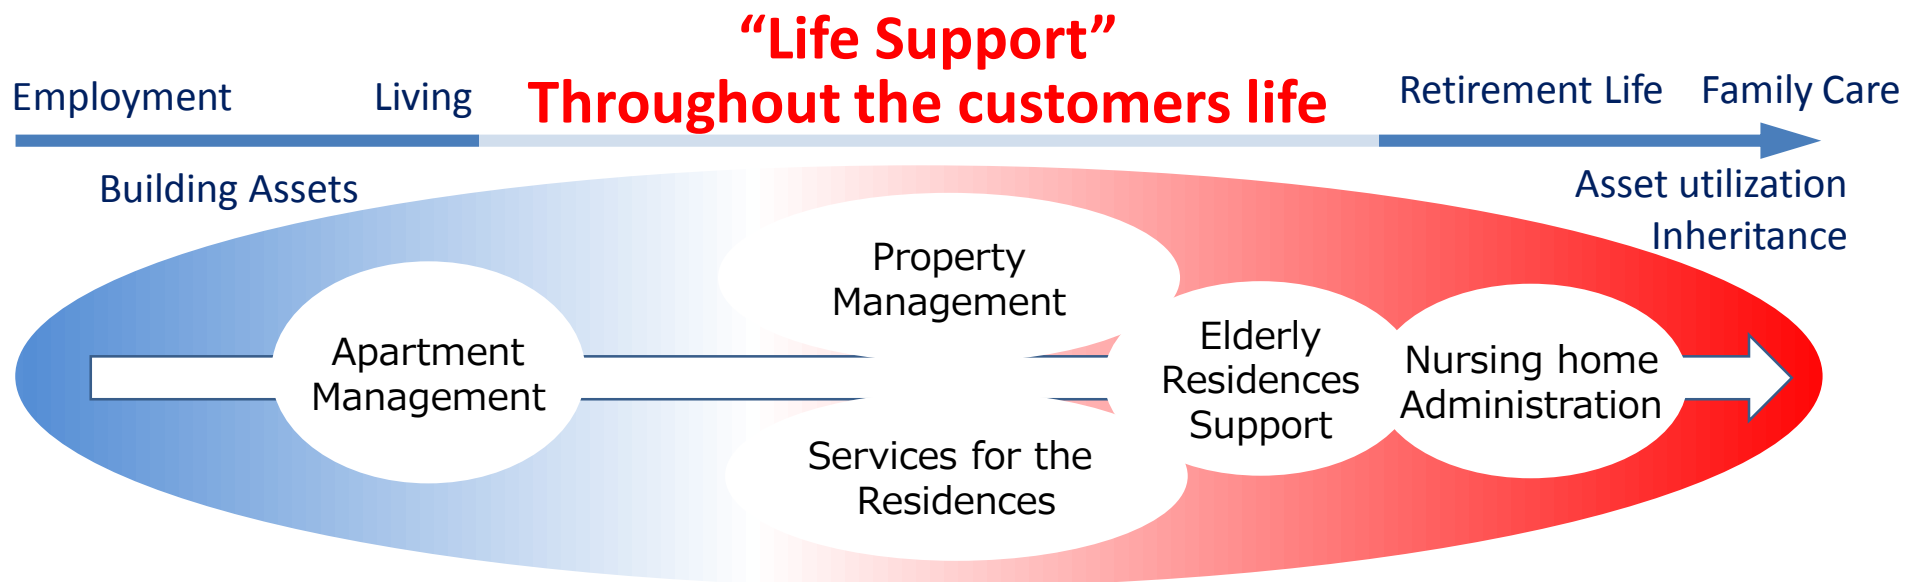 “Life Support”
Throughout the customers life
Employment
Living
Retirement Life
Family Care
Building Assets
Asset utilization
Inheritance
Apartment
Management
Property
Management
Services for the
Residences
Elderly
Residences
Support
Nursing home
Administration